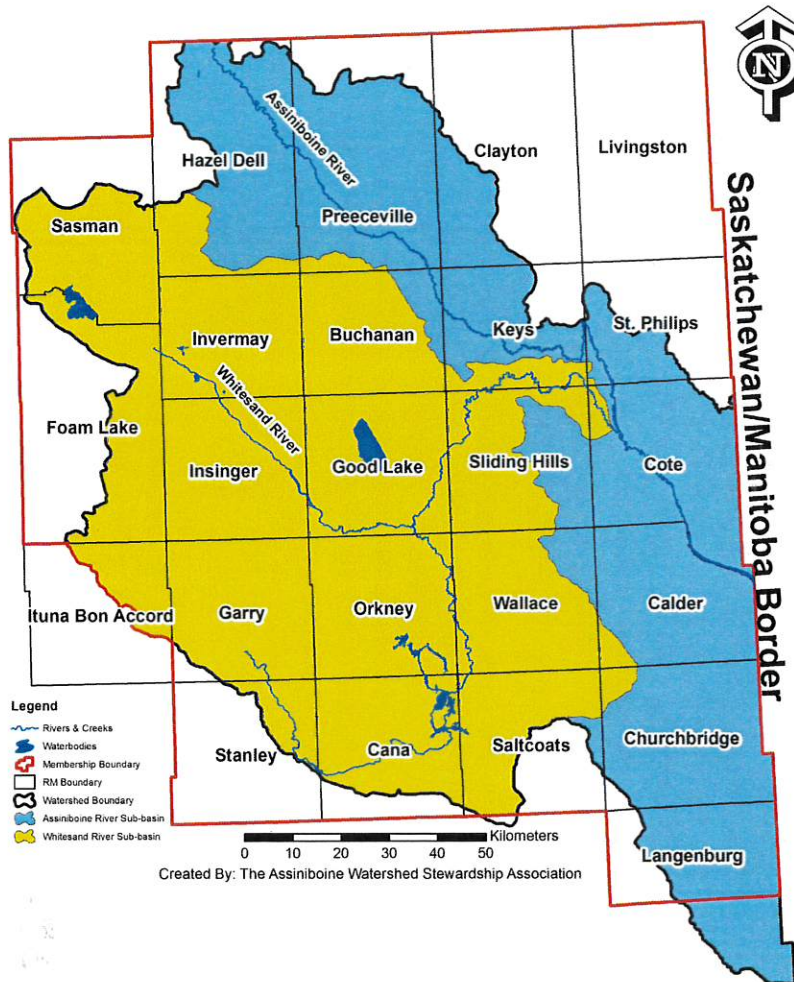 N
Assiniboine River
Hazel Dell
Clayton
Livingston
Sasman
Preeceville
Saskatchewan/Manitoba Border
Invermay
Buchanan
Keys
St. Philips
Whitesand River
Foam Lake
Insinger
Good Lake
Sliding Hills
Cote
Ituna Bon Accord
Garry
Orkney
Wallace
Calder
Stanley
Cana
Saltcoats
Churchbridge
Langenburg
Legend
Rivers & Creeks
Waterbodies
Membership Boundary
RM Boundary
Watershed Boundary
Assiniboine River Sub-basin
Whitesand River Sub-basin
Kilometers
0 10 20 30 40 50
Created By: The Assiniboine Watershed Stewardship Association